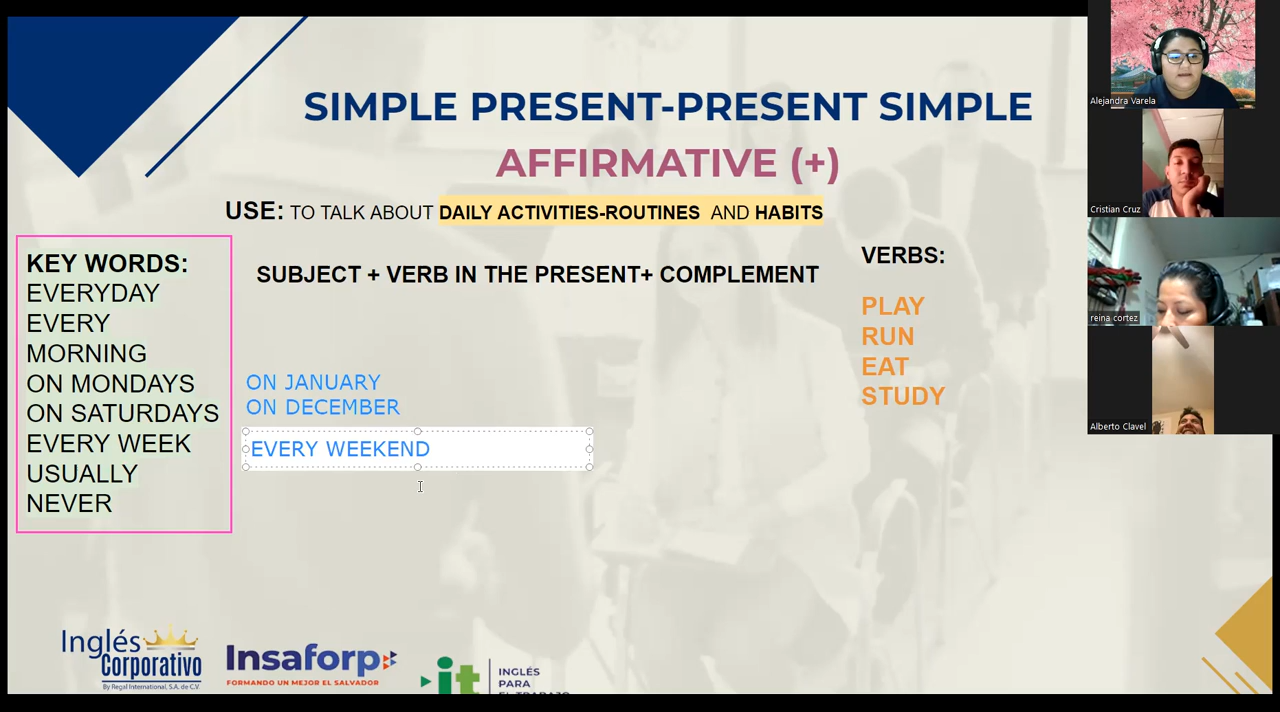 SIMPLE PRESENT-PRESENT SIMPLE
AFFIRMATIVE (+)
USE: TO TALK ABOUT DAILY ACTIVITIES-ROUTINES AND HABITS
KEY WORDS:
EVERYDAY
EVERY
MORNING
ON MONDAYS
ON SATURDAYS
EVERY WEEK
USUALLY
NEVER
SUBJECT + VERB IN THE PRESENT+ COMPLEMENT
ON JANUARY
ON DECEMBER
EVERY WEEKEND
VERBS:
PLAY
RUN
EAT
STUDY
Alejandra Varela
Cristian Cruz
reina cortez
Alberto Clavel
Inglés
Corporativo
By Regal International, S.A. de C.V.
Insaforp
FORMANDO UN MEJOR EL SALVADOR
it
INGLÉS
PARA
EL TRABAJO